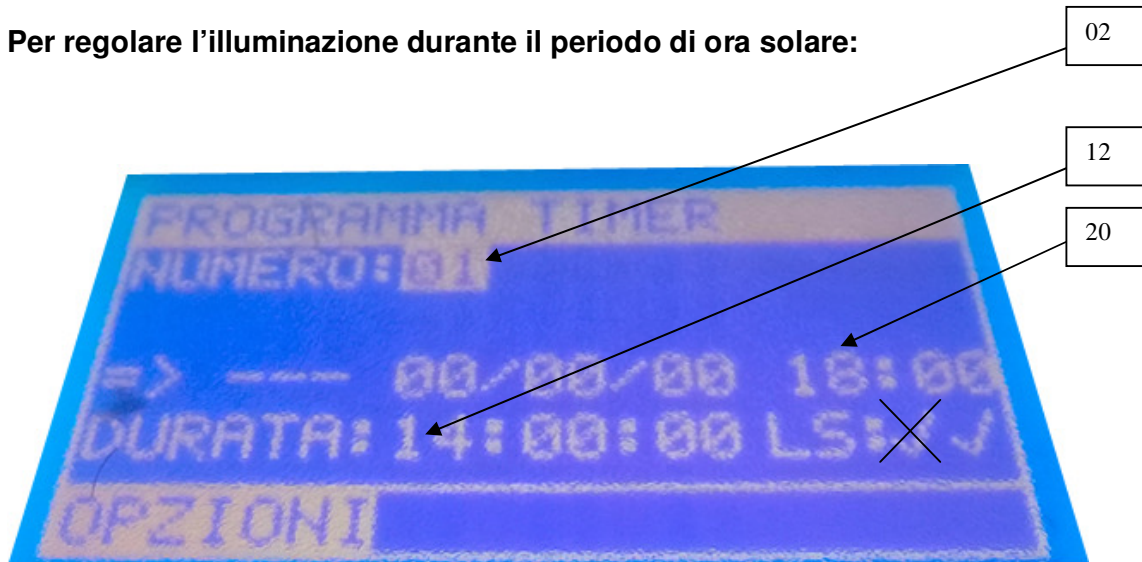 Per regolare l’illuminazione durante il periodo di ora solare:
02
12
20
PROGRAMMA TIMER
NUMERO:01
=> --- 00/00/00 18:00
DURATA:14:00:00 LS: ✓
OPZIONI